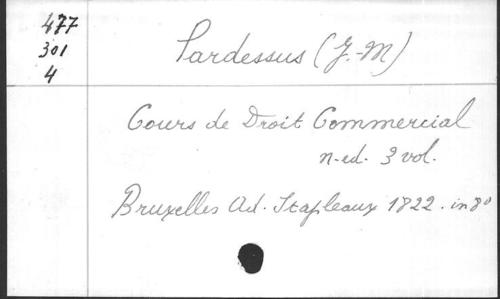 477
301
4
Pardessus (J.-M)
Cours de Droit Commercial
n-ed. 3 vol.
Bruxelles Ad. Stapleaux 1822. in 8°